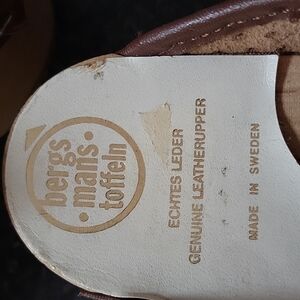 bergs
• mans •
toffeln
ECHTES LEDER
GENUINE LEATHERUPPER
MADE IN SWEDEN